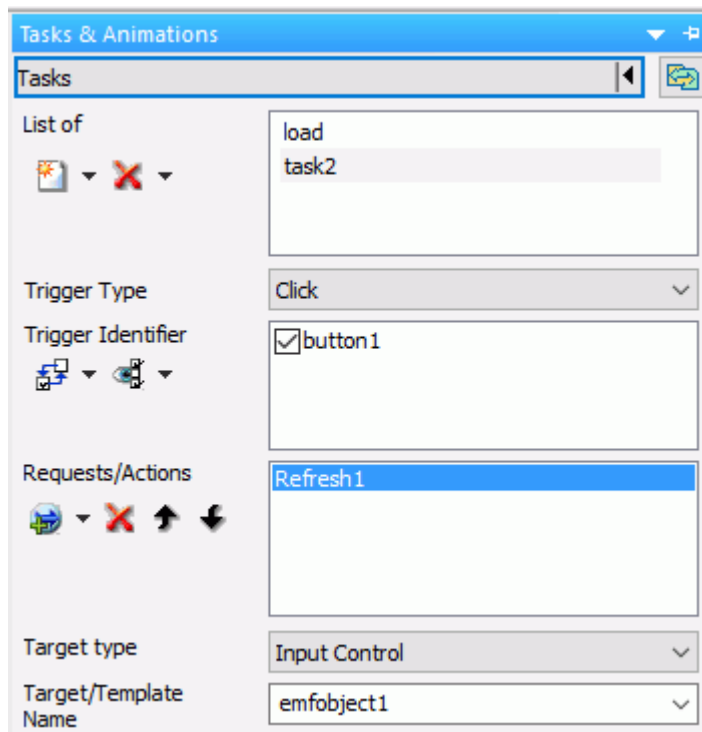 Tasks & Animations
Tasks
List of
load
task2
Trigger Type
Click
Trigger Identifier
button1
Requests/Actions
Refresh1
Target type
Input Control
Target/Template
Name
emfobject1